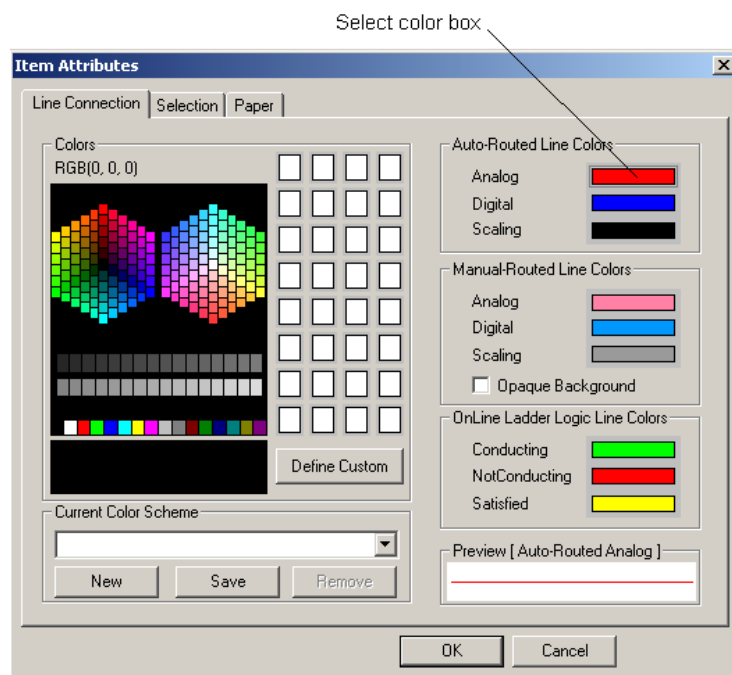 Select color box
Item Attributes
Line Connection
Selection
Paper
Colors
RGB(0, 0, 0)
Define Custom
Current Color Scheme
New
Save
Remove
Auto-Routed Line Colors
Analog
Digital
Scaling
Manual-Routed Line Colors
Analog
Digital
Scaling
Opaque Background
OnLine Ladder Logic Line Colors
Conducting
NotConducting
Satisfied
Preview [ Auto-Routed Analog ]
OK
Cancel